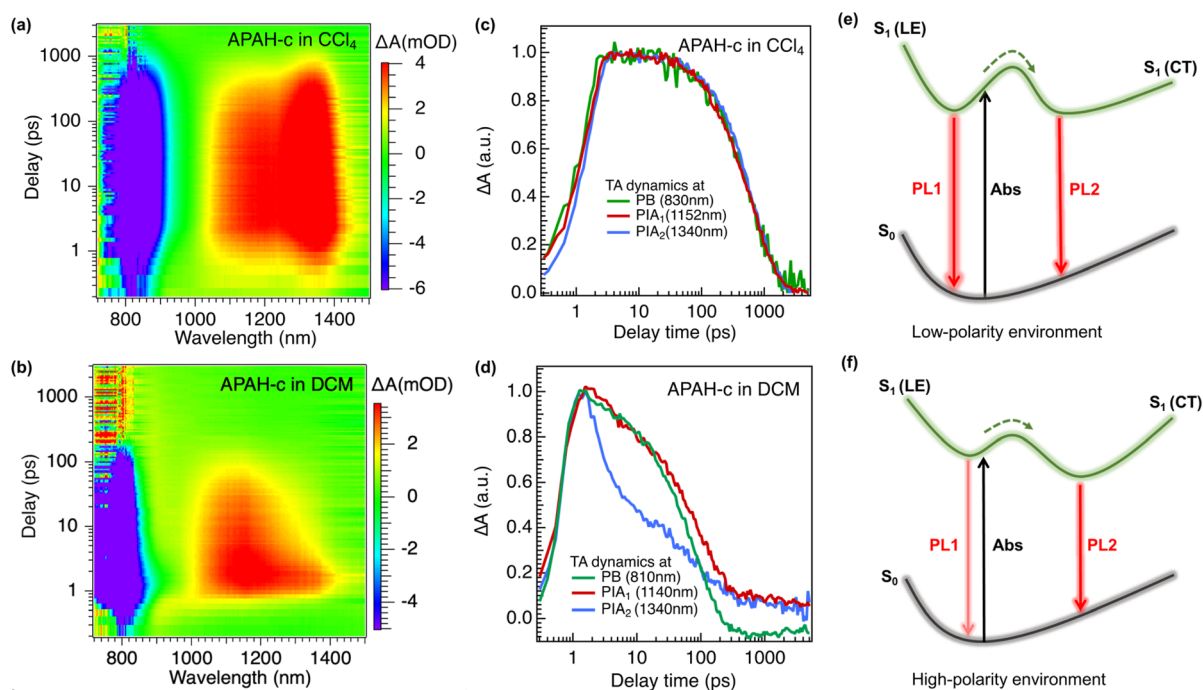 (a)
APAH-c in CCl₄
ΔA(mOD)
4
2
0
-2
-4
-6
1000
100
10
1
Delay (ps)
800 1000 1200 1400
Wavelength (nm)
(b)
APAH-c in DCM
ΔA(mOD)
2
0
-2
-4
1000
100
10
1
Delay (ps)
800 1000 1200 1400
Wavelength (nm)
(c)
APAH-c in CCl₄
1.0
0.8
0.6
0.4
0.2
0.0
ΔA (a.u.)
TA dynamics at
PB (830nm)
PIA₁(1152nm)
PIA₂(1340nm)
1 10 100 1000
Delay time (ps)
(d)
APAH-c in DCM
1.0
0.8
0.6
0.4
0.2
0.0
ΔA (a.u.)
TA dynamics at
PB (810nm)
PIA₁ (1140nm)
PIA₂ (1340nm)
1 10 100 1000
Delay time (ps)
(e)
S₁ (LE)
S₁ (CT)
PL1 Abs PL2
S₀
Low-polarity environment
(f)
S₁ (LE)
S₁ (CT)
PL1 Abs PL2
S₀
High-polarity environment